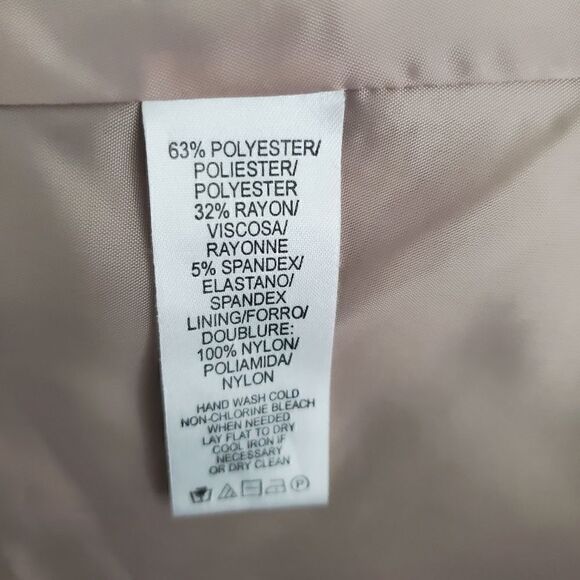 63% POLYESTER/
POLIESTER/
POLYESTER
32% RAYON/
VISCOSA/
RAYONNE
5% SPANDEX/
ELASTANO/
SPANDEX
LINING/FORRO/
DOUBLURE:
100% NYLON/
POLIAMIDA/
NYLON
HAND WASH COLD
NON-CHLORINE BLEACH
WHEN NEEDED
LAY FLAT TO DRY
COOL IRON IF
NECESSARY
OR DRY CLEAN
P